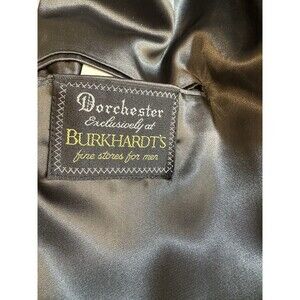 Dorchester
Exclusively at
BURKHARDT'S
fine stores for men